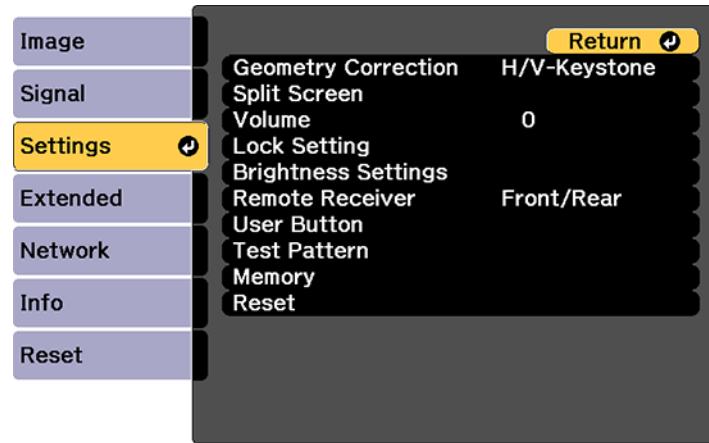 Image
Signal
Settings
Extended
Network
Info
Reset
Return
Geometry Correction H/V-Keystone
Split Screen
Volume 0
Lock Setting
Brightness Settings
Remote Receiver Front/Rear
User Button
Test Pattern
Memory
Reset